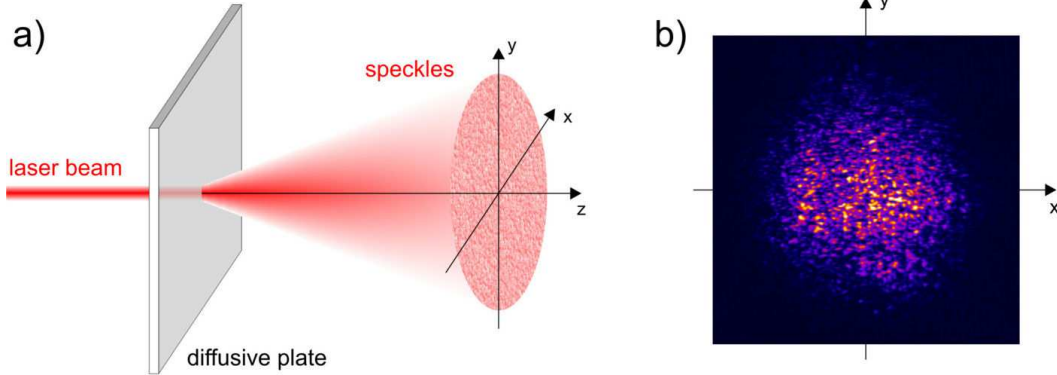 a)
y
speckles
x
laser beam
z
diffusive plate
b)
y
x